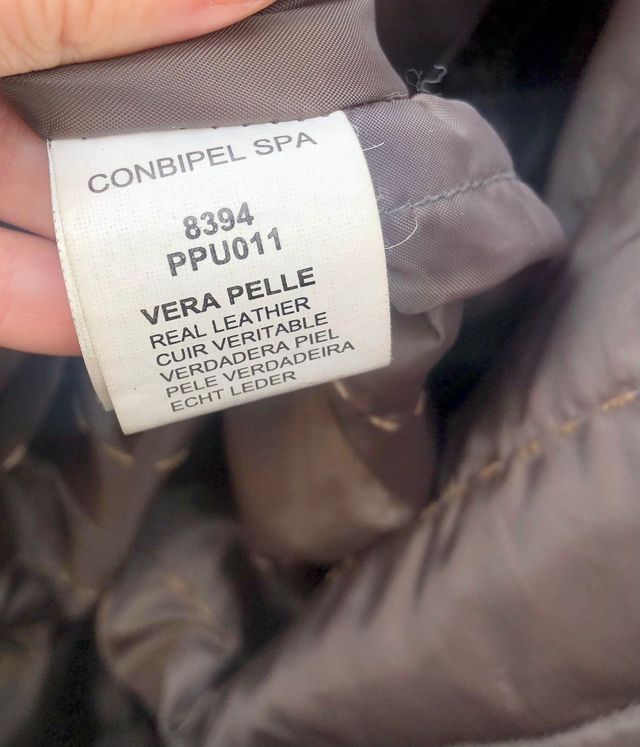 CONBIPEL SPA
8394
PPU011
VERA PELLE
REAL LEATHER
CUIR VERITABLE
VERDADERA PIEL
PELE VERDADEIRA
ECHT LEDER